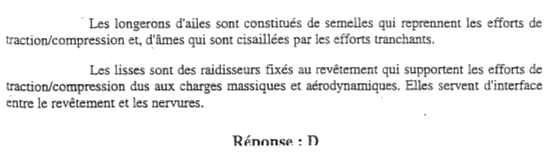 Les longerons d'ailes sont constitués de semelles qui reprennent les efforts de
traction/compression et, d'âmes qui sont cisaillées par les efforts tranchants.
Les lisses sont des raidisseurs fixés au revêtement qui supportent les efforts de
traction/compression dus aux charges massiques et aérodynamiques. Elles servent d'interface
entre le revêtement et les nervures.
Réponse : D